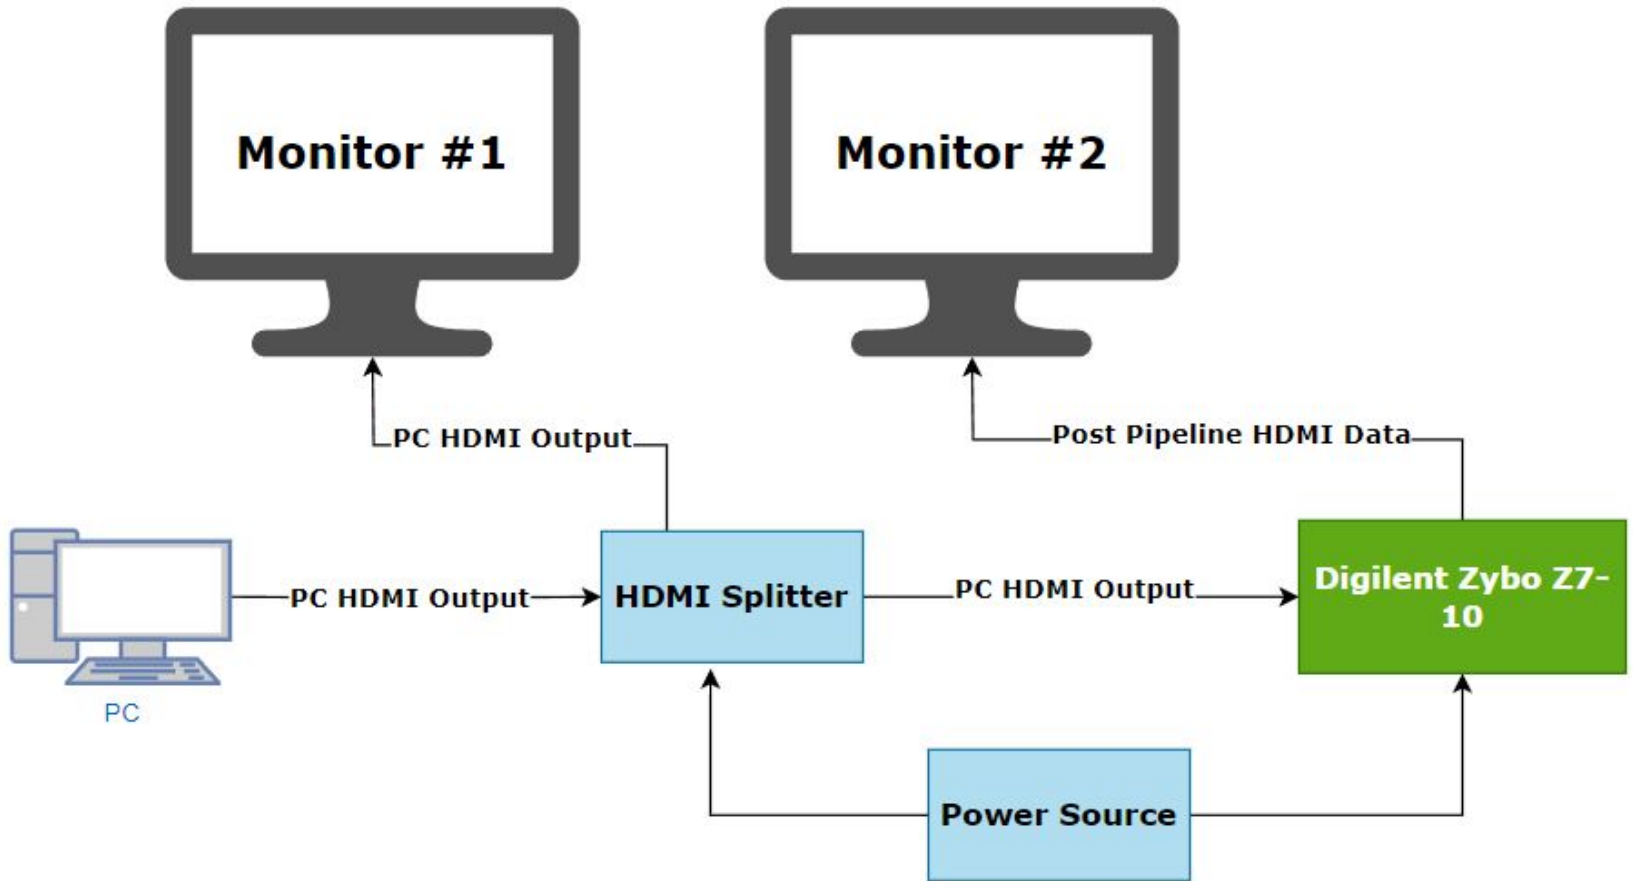 Monitor #1
Monitor #2
PC HDMI Output
Post Pipeline HDMI Data
PC HDMI Output
HDMI Splitter
PC HDMI Output
Digilent Zybo Z7-
10
PC
Power Source